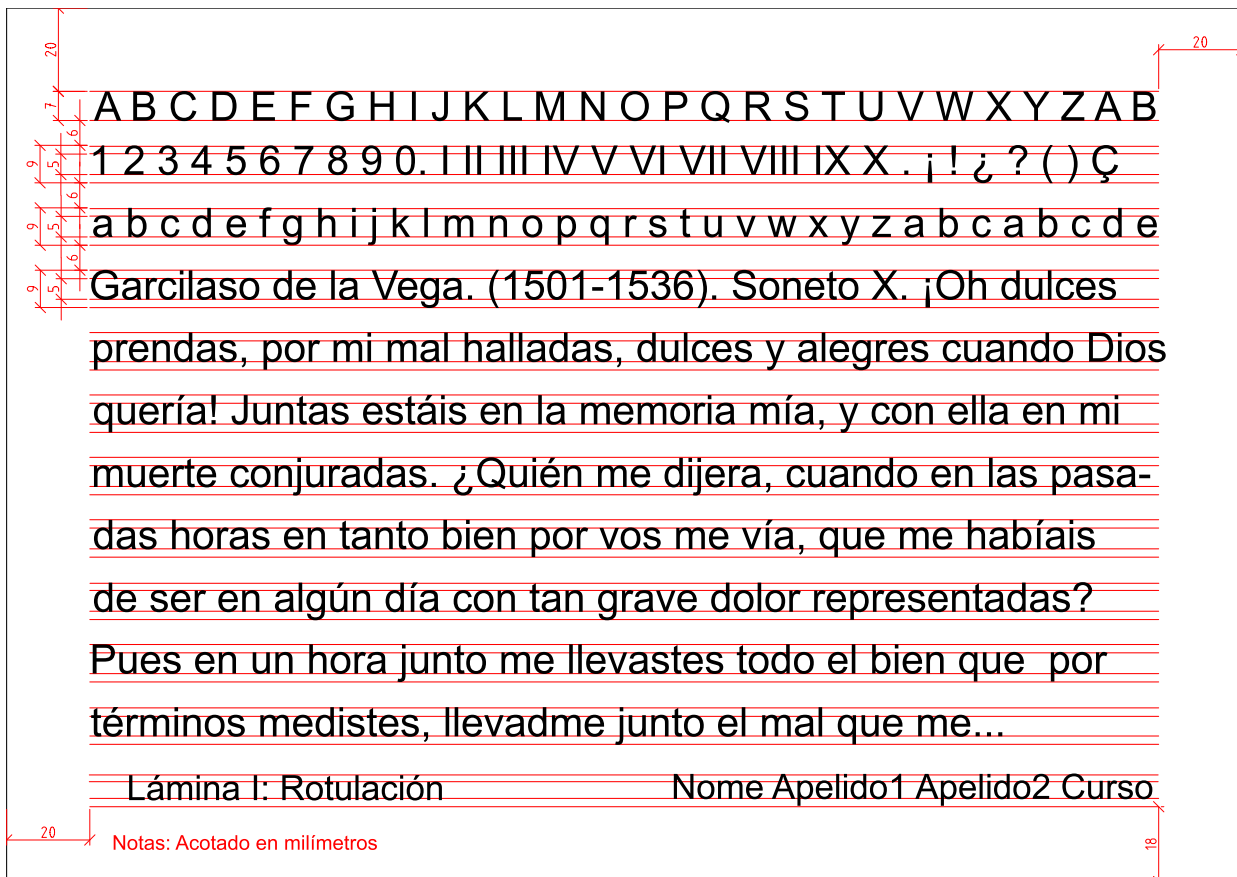 20
20
7
A B C D E F G H I J K L M N O P Q R S T U V W X Y Z A B
6
9
5
1 2 3 4 5 6 7 8 9 0. I II III IV V VI VII VIII IX X . ¡ ! ¿ ? ( ) Ç
6
9
5
a b c d e f g h i j k l m n o p q r s t u v w x y z a b c a b c d e
6
9
5
Garcilaso de la Vega. (1501-1536). Soneto X. ¡Oh dulces
prendas, por mi mal halladas, dulces y alegres cuando Dios
quería! Juntas estáis en la memoria mía, y con ella en mi
muerte conjuradas. ¿Quién me dijera, cuando en las pasa-
das horas en tanto bien por vos me vía, que me habíais
de ser en algún día con tan grave dolor representadas?
Pues en un hora junto me llevastes todo el bien que  por
términos medistes, llevadme junto el mal que me...
Lámina I: Rotulación
Nome Apelido1 Apelido2 Curso
20
Notas: Acotado en milímetros
18